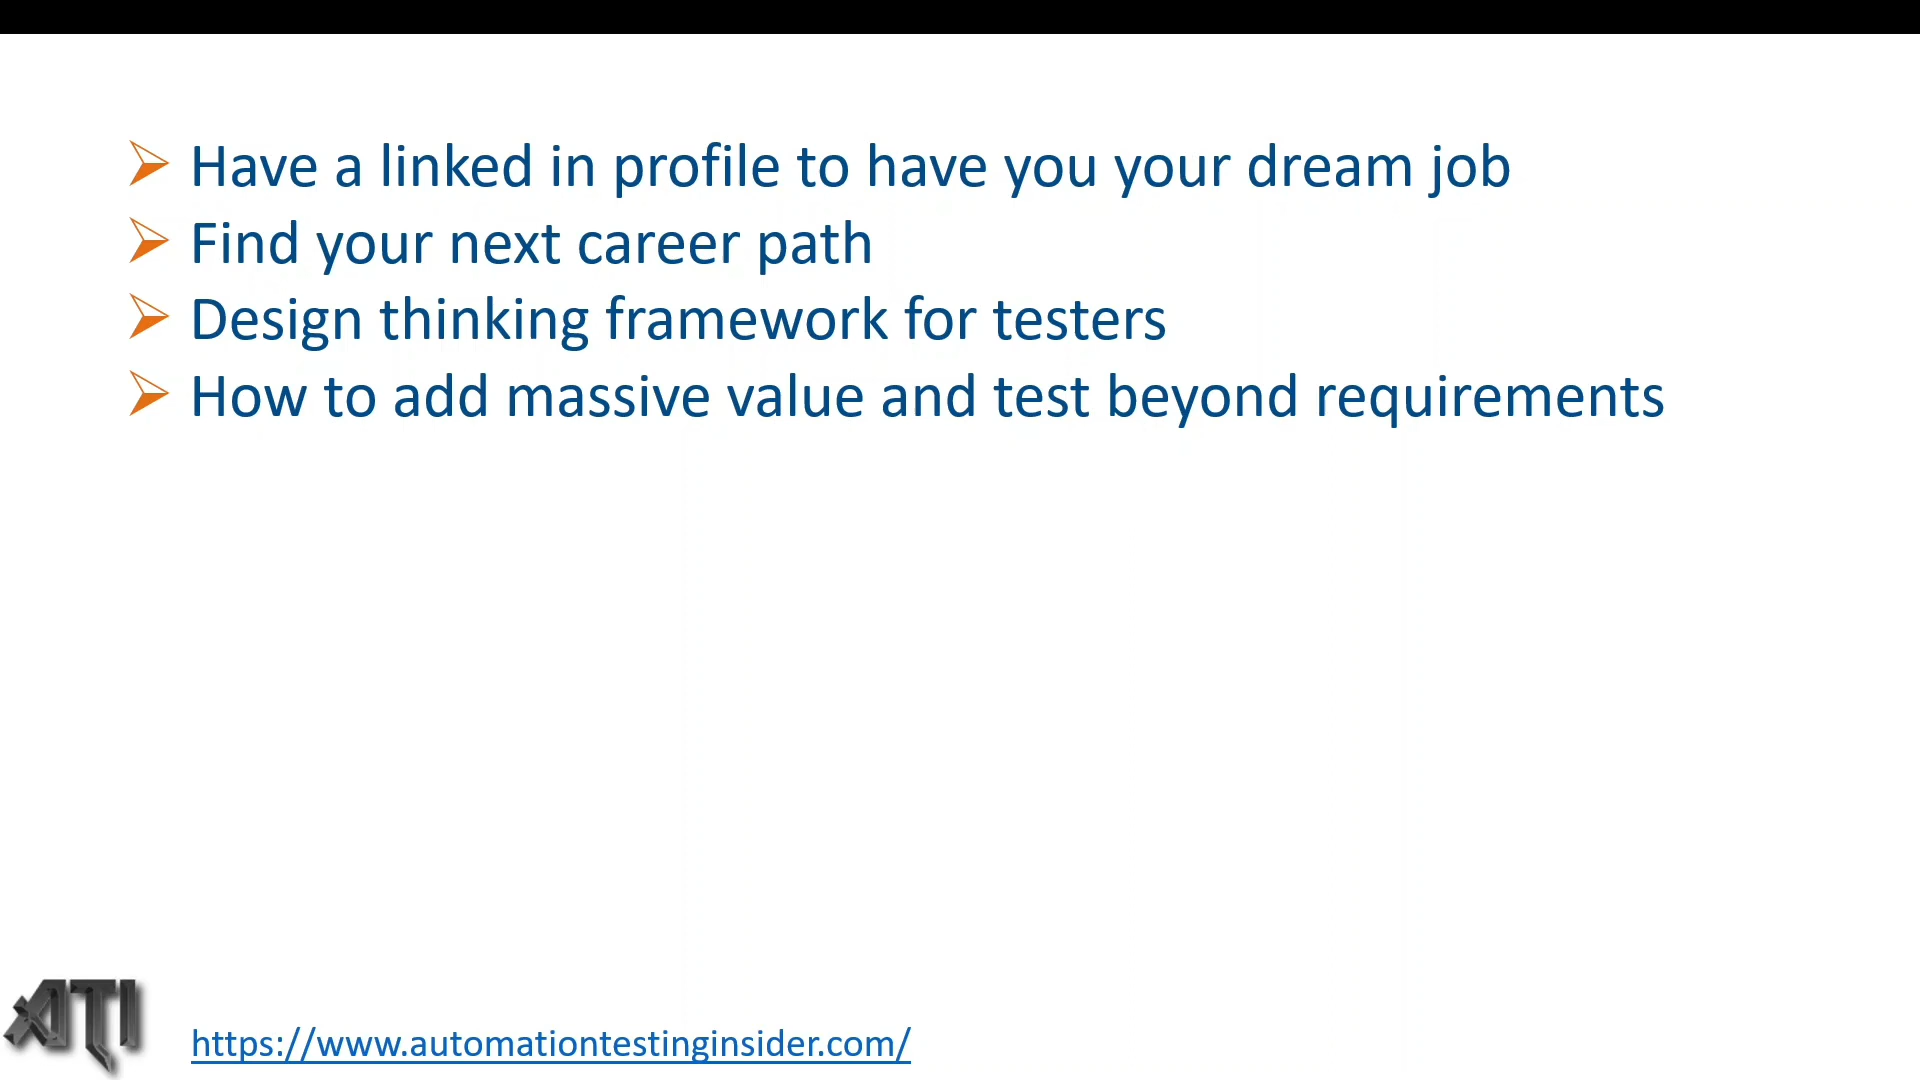 Have a linked in profile to have you your dream job
Find your next career path
Design thinking framework for testers
How to add massive value and test beyond requirements
ATI
https://www.automationtestinginsider.com/